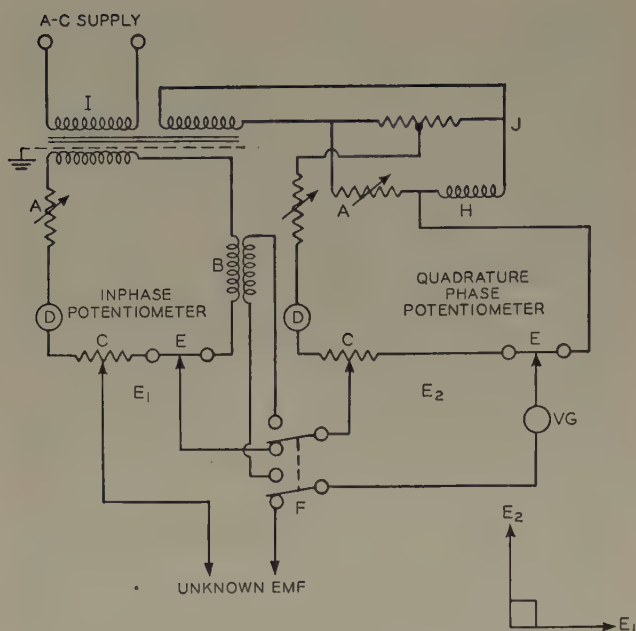 A-C SUPPLY
I
J
A
A
H
B
INPHASE
POTENTIOMETER
QUADRATURE
PHASE
POTENTIOMETER
D
D
C
E
C
E
E₁
E₂
VG
F
UNKNOWN EMF
E₂
E₁